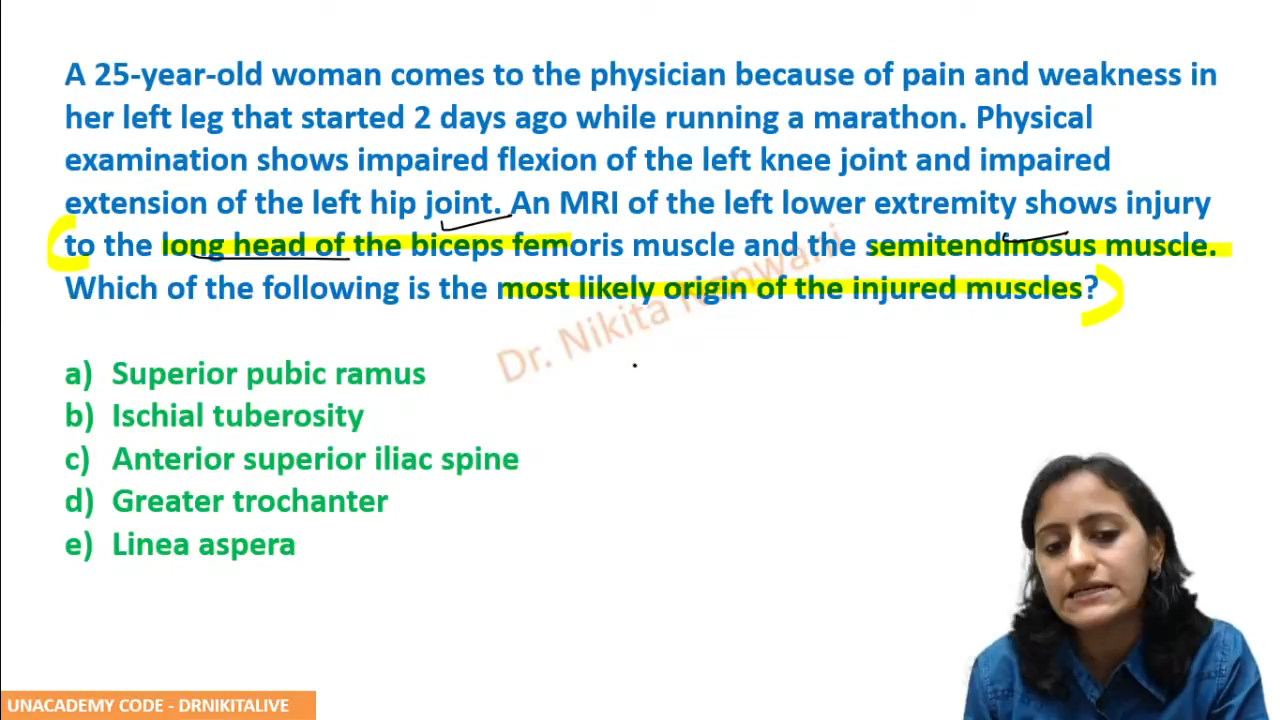 A 25-year-old woman comes to the physician because of pain and weakness in
her left leg that started 2 days ago while running a marathon. Physical
examination shows impaired flexion of the left knee joint and impaired
extension of the left hip joint. An MRI of the left lower extremity shows injury
to the long head of the biceps femoris muscle and the semitendinosus muscle.
Which of the following is the most likely origin of the injured muscles?
Dr. Nikita Nanwani
a) Superior pubic ramus
b) Ischial tuberosity
c) Anterior superior iliac spine
d) Greater trochanter
e) Linea aspera
UNACADEMY CODE - DRNIKITALIVE